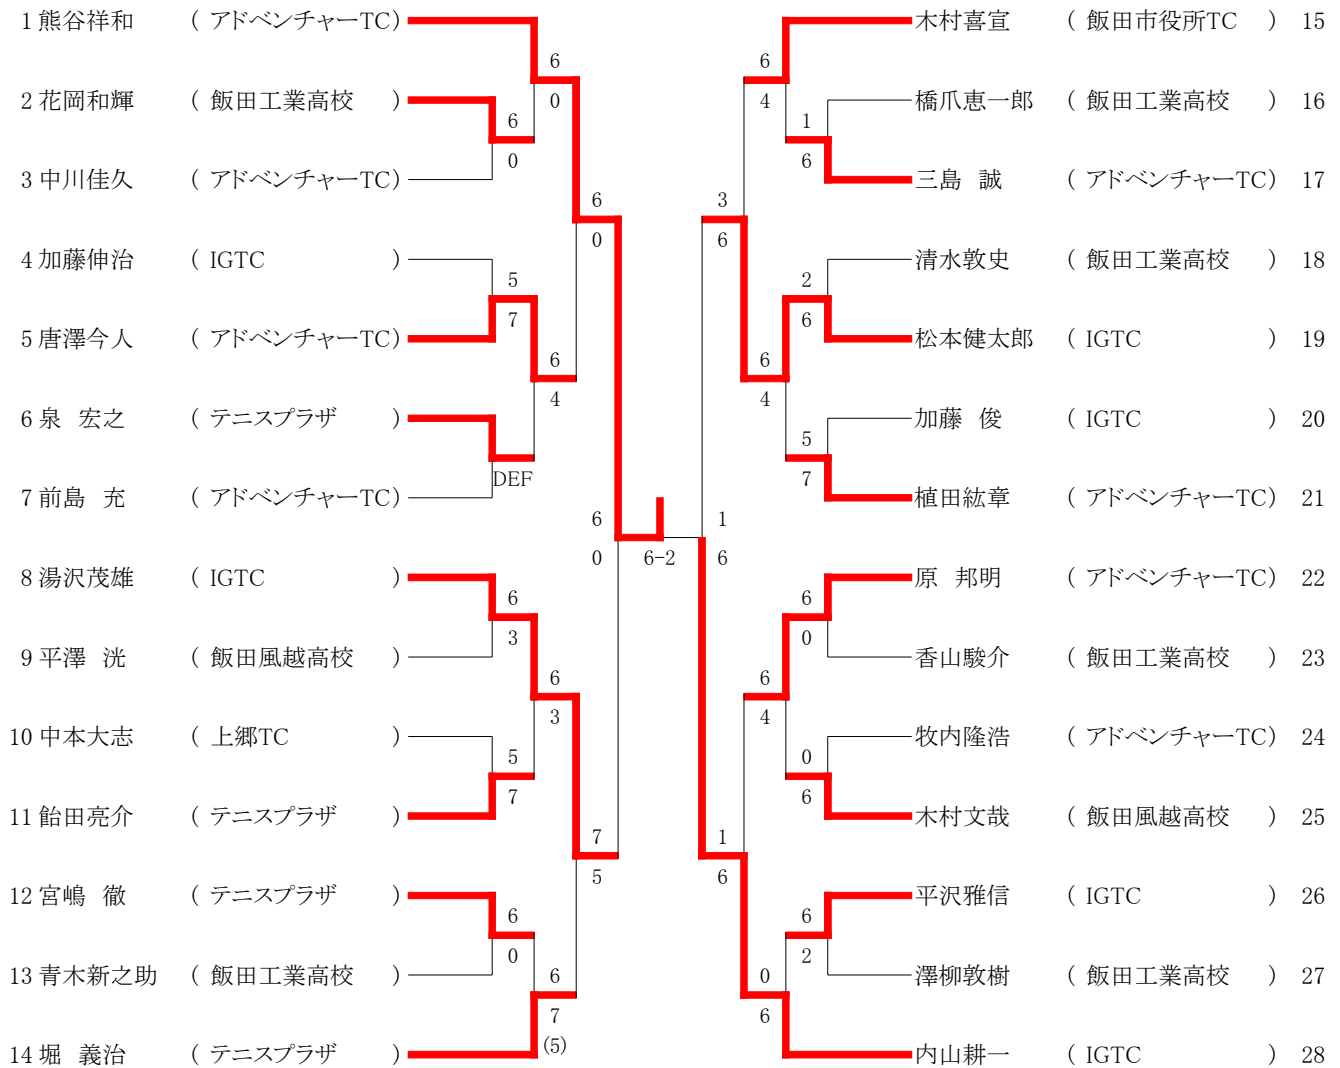 1 熊谷祥和 ( アドベンチャーTC) 木村喜宣 ( 飯田市役所TC ) 15
6 6
2 花岡和輝 ( 飯田工業高校 ) 0 4 橋爪恵一郎 ( 飯田工業高校 ) 16
6 1
0 6
3 中川佳久 ( アドベンチャーTC) 三島 誠 ( アドベンチャーTC) 17
6 3
0 6
4 加藤伸治 ( IGTC ) 清水敦史 ( 飯田工業高校 ) 18
5 2
7 6
5 唐澤今人 ( アドベンチャーTC) 松本健太郎 ( IGTC ) 19
6 6
4 4
6 泉 宏之 ( テニスプラザ ) 加藤 俊 ( IGTC ) 20
5
DEF 7
7 前島 充 ( アドベンチャーTC) 植田紘章 ( アドベンチャーTC) 21
6 1
0 6-2 6
8 湯沢茂雄 ( IGTC ) 原 邦明 ( アドベンチャーTC) 22
6 6
3 0
9 平澤 洸 ( 飯田風越高校 ) 香山駿介 ( 飯田工業高校 ) 23
6 6
3 4
10 中本大志 ( 上郷TC ) 牧内隆浩 ( アドベンチャーTC) 24
5 0
7 6
11 飴田亮介 ( テニスプラザ ) 木村文哉 ( 飯田風越高校 ) 25
7 1
5 6
12 宮嶋 徹 ( テニスプラザ ) 平沢雅信 ( IGTC ) 26
6 6
0 2
13 青木新之助 ( 飯田工業高校 ) 6 0 澤柳敦樹 ( 飯田工業高校 ) 27
7 6
(5)
14 堀 義治 ( テニスプラザ ) 内山耕一 ( IGTC ) 28